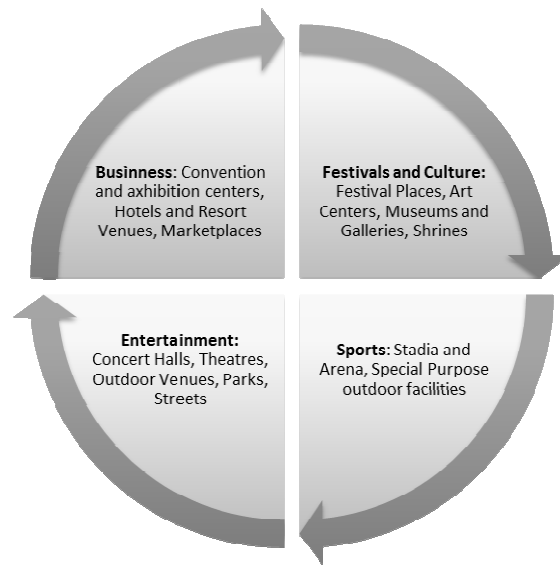 Businness: Convention
and axhibition centers,
Hotels and Resort
Venues, Marketplaces
Festivals and Culture:
Festival Places, Art
Centers, Museums and
Galleries, Shrines
Entertainment:
Concert Halls, Theatres,
Outdoor Venues, Parks,
Streets
Sports: Stadia and
Arena, Special Purpose
outdoor facilities